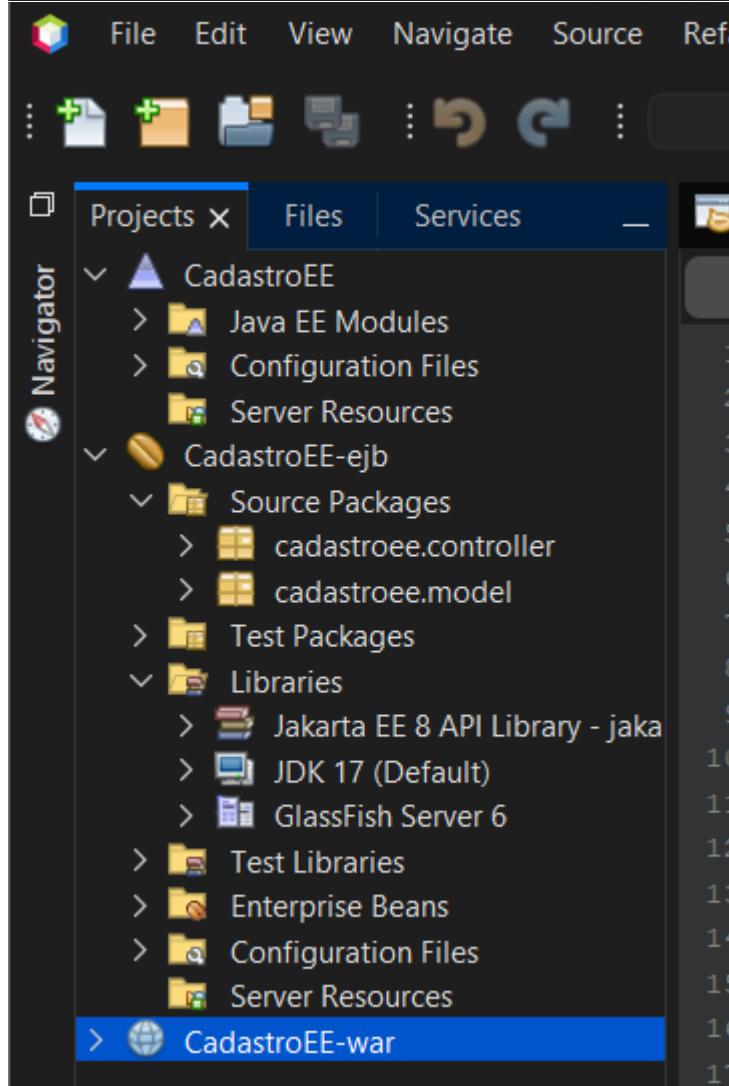 File Edit View Navigate Source Ref
Projects Files Services
Navigator
CadastroEE
Java EE Modules
Configuration Files
Server Resources
CadastroEE-ejb
Source Packages
cadastroee.controller
cadastroee.model
Test Packages
Libraries
Jakarta EE 8 API Library - jaka
JDK 17 (Default)
GlassFish Server 6
Test Libraries
Enterprise Beans
Configuration Files
Server Resources
CadastroEE-war